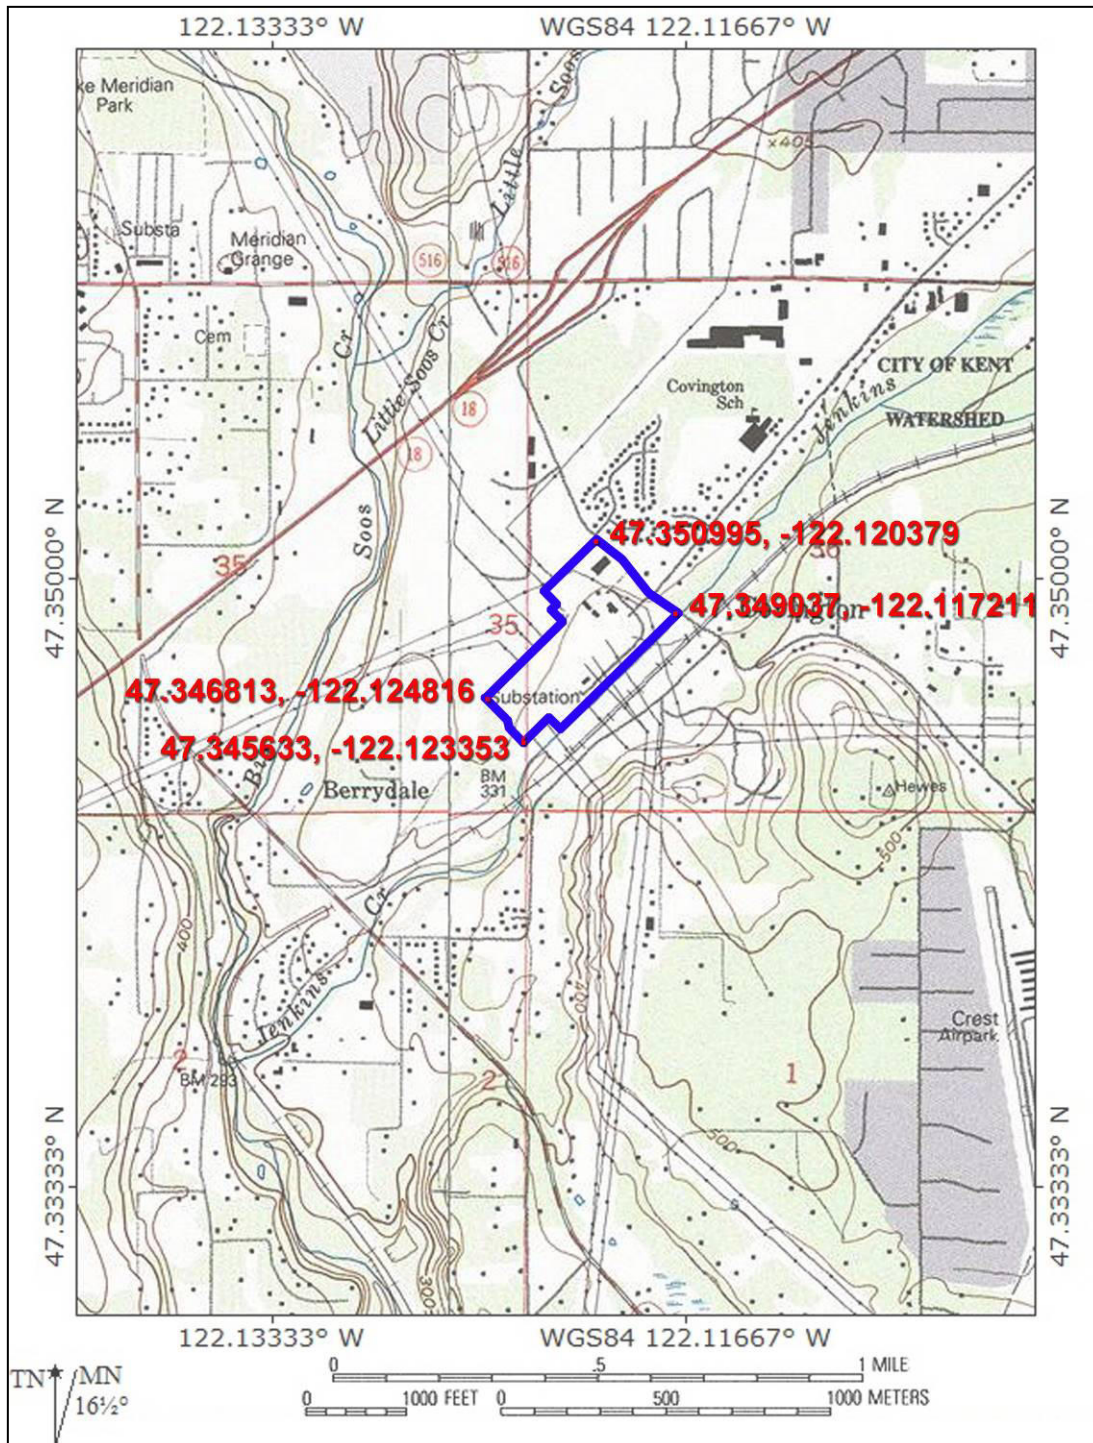 122.13333° W
WGS84 122.11667° W
ke Meridian
Park
Soos
Little
×405
Substa
Meridian
Grange
516
516
Cem
Cr
Little Soos Cr
CITY OF KENT
Covington
Sch
Jenkins
WATERSHED
18
18
47.35000° N
47.35000° N
Soos
47.350995, -122.120379
35
36
47.349037, -122.117211
35
47.346813, -122.124816
Substation
47.345633, -122.123353
Big
BM
331
Berrydale
Hewes
500
Cr
400
400
Jenkins
Crest
Airpark
2
BM 293
2
1
500
47.33333° N
47.33333° N
300
122.13333° W
WGS84 122.11667° W
TN
MN
16½°
0
.5
1 MILE
0
1000 FEET
0
500
1000 METERS